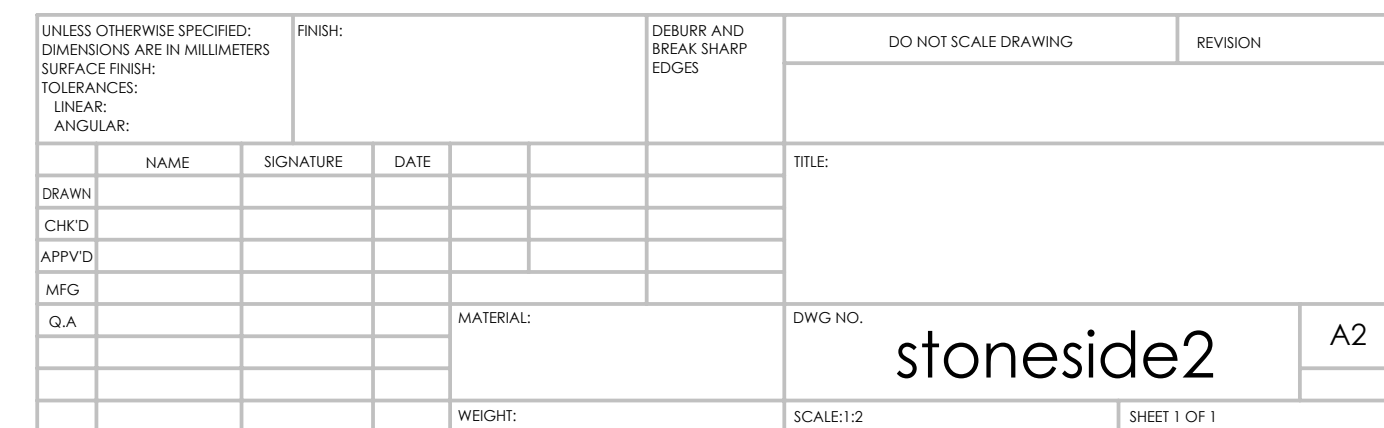 UNLESS OTHERWISE SPECIFIED:
DIMENSIONS ARE IN MILLIMETERS
SURFACE FINISH:
TOLERANCES:
LINEAR:
ANGULAR:
FINISH:
DEBURR AND
BREAK SHARP
EDGES
DO NOT SCALE DRAWING
REVISION
NAME
SIGNATURE
DATE
TITLE:
DRAWN
CHK'D
APPV'D
MFG
Q.A
MATERIAL:
DWG NO.
stoneside2
A2
WEIGHT:
SCALE:1:2
SHEET 1 OF 1